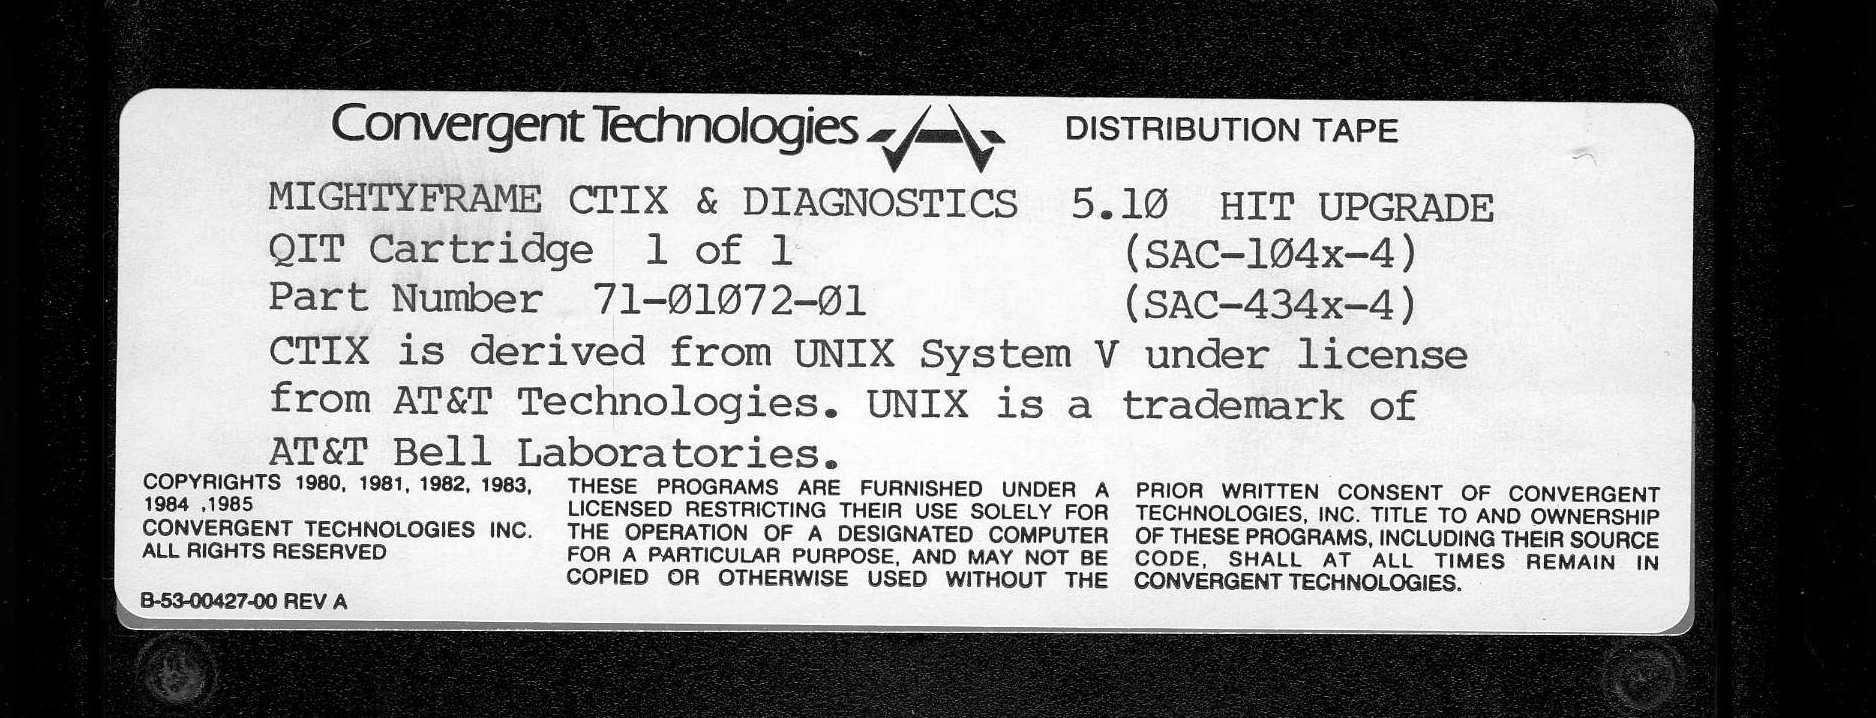 Convergent Technologies DISTRIBUTION TAPE
MIGHTYFRAME CTIX & DIAGNOSTICS 5.10 HIT UPGRADE
QIT Cartridge 1 of 1 (SAC-104x-4)
Part Number 71-01072-01 (SAC-434x-4)
CTIX is derived from UNIX System V under license
from AT&T Technologies. UNIX is a trademark of
AT&T Bell Laboratories.
COPYRIGHTS 1980, 1981, 1982, 1983,
1984 ,1985
CONVERGENT TECHNOLOGIES INC.
ALL RIGHTS RESERVED
B-53-00427-00 REV A
THESE PROGRAMS ARE FURNISHED UNDER A
LICENSED RESTRICTING THEIR USE SOLELY FOR
THE OPERATION OF A DESIGNATED COMPUTER
FOR A PARTICULAR PURPOSE, AND MAY NOT BE
COPIED OR OTHERWISE USED WITHOUT THE
PRIOR WRITTEN CONSENT OF CONVERGENT
TECHNOLOGIES, INC. TITLE TO AND OWNERSHIP
OF THESE PROGRAMS, INCLUDING THEIR SOURCE
CODE, SHALL AT ALL TIMES REMAIN IN
CONVERGENT TECHNOLOGIES.